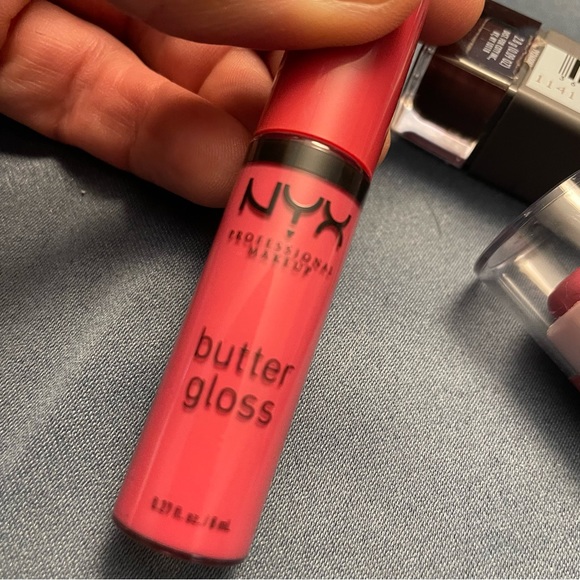 NYX
PROFESSIONAL
MAKEUP
butter
gloss
0.27 fl. oz. / 8 mL